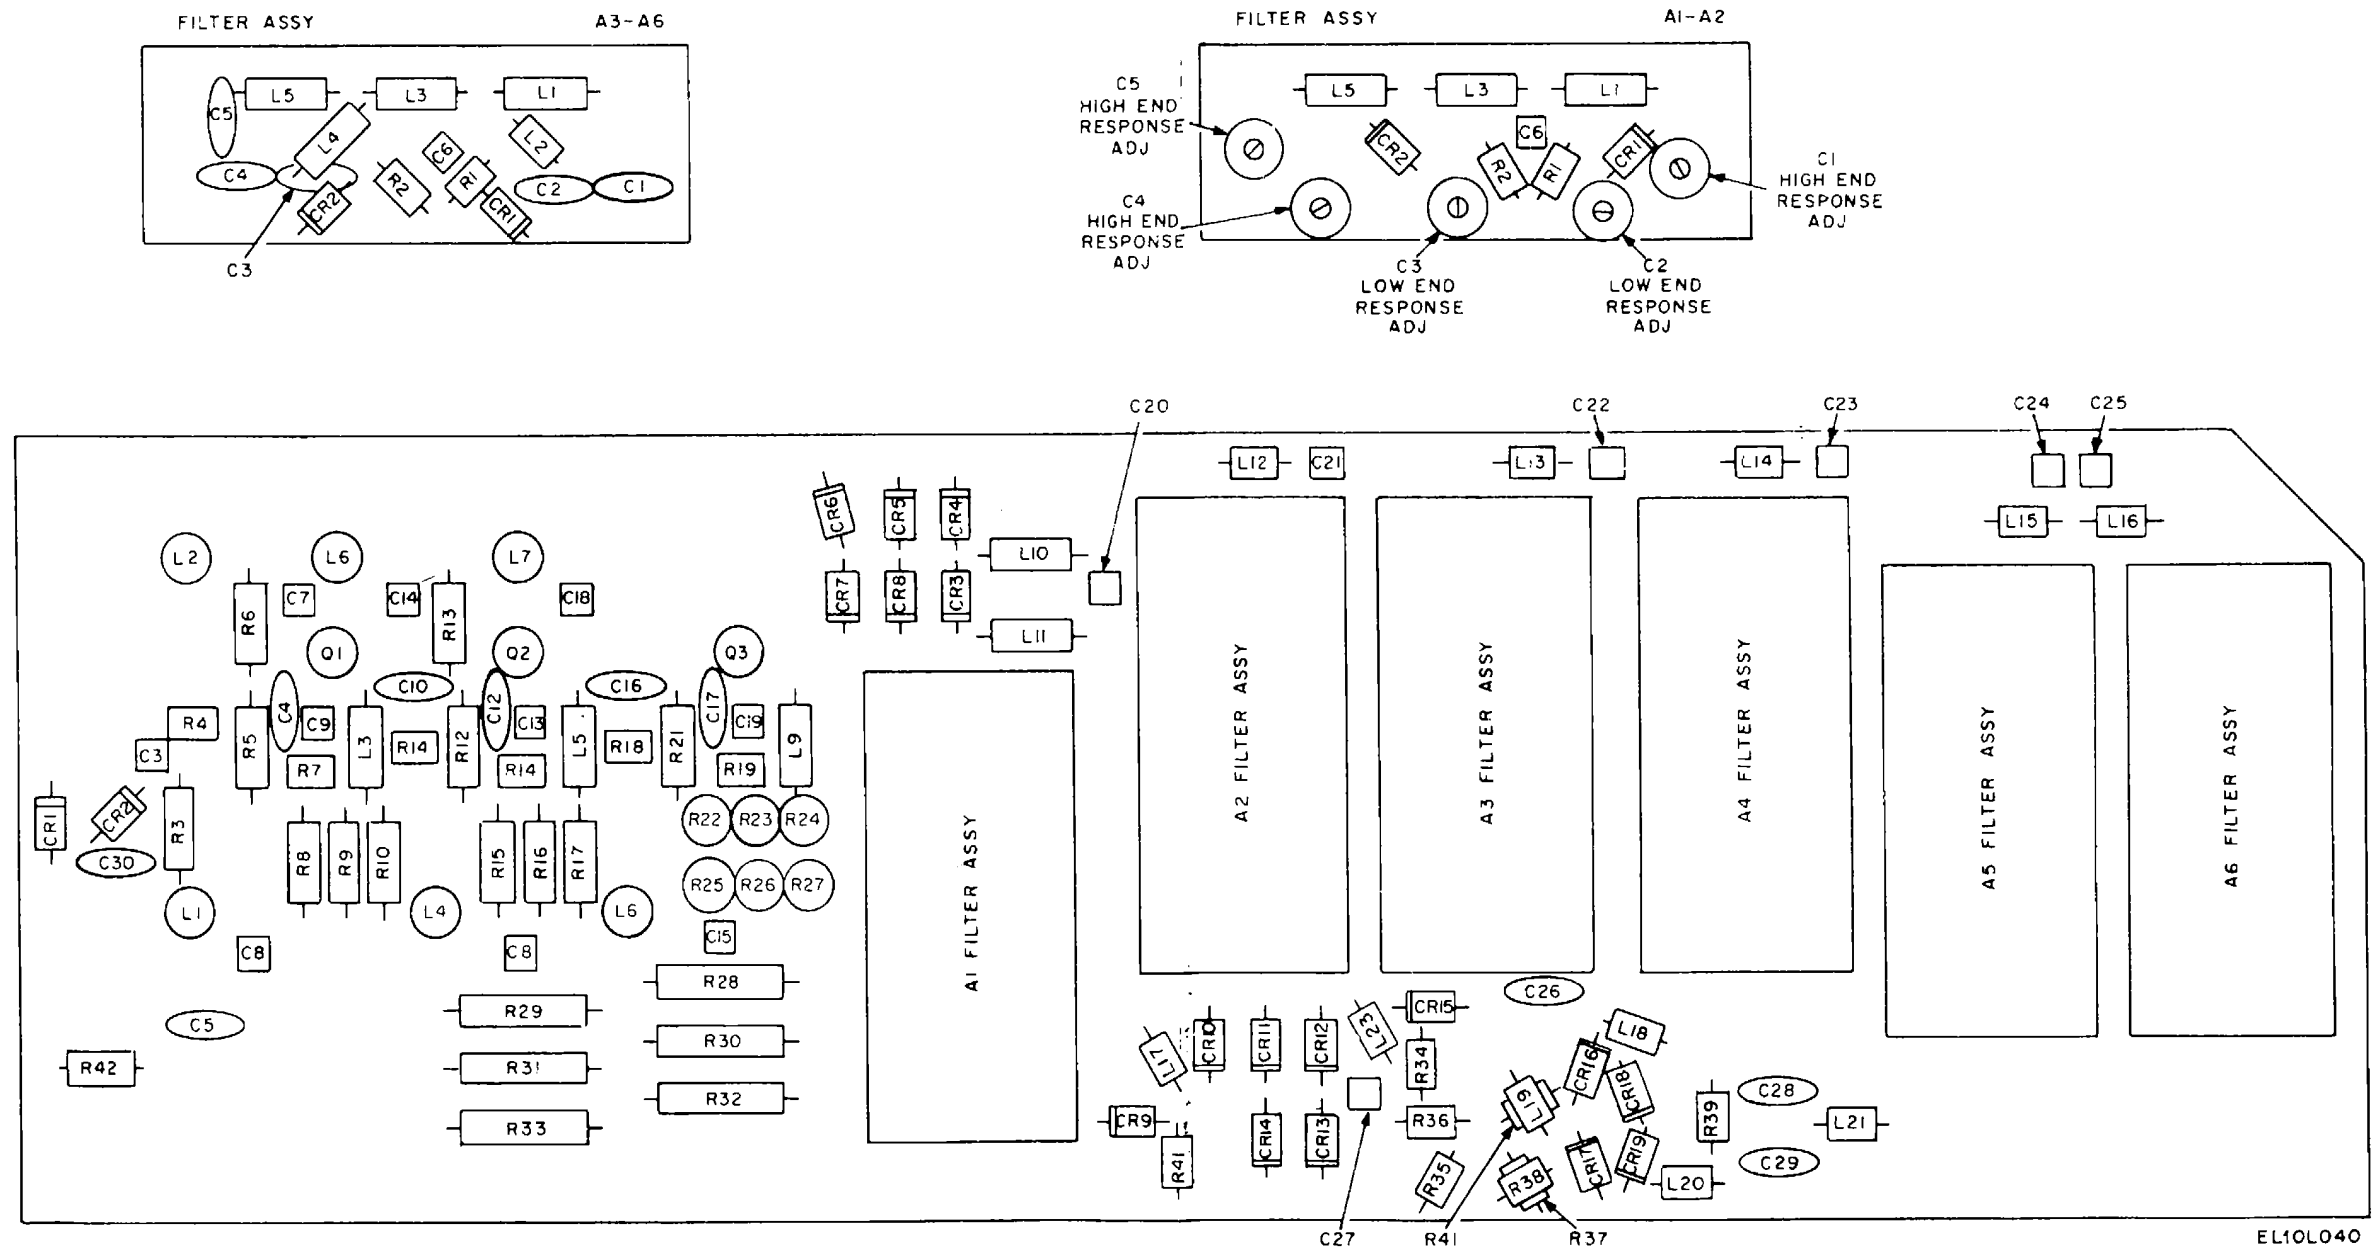 FILTER ASSY A3-A6
L5
L3
L1
C5
L4
L2
C6
C4
R2
R1
C2
C1
CR2
CR1
C3
FILTER ASSY A1-A2
C5
HIGH END
RESPONSE
ADJ
L5
L3
L1
C6
CR2
R2
R1
CR1
C1
HIGH END
RESPONSE
ADJ
C4
HIGH END
RESPONSE
ADJ
C3
LOW END
RESPONSE
ADJ
C2
LOW END
RESPONSE
ADJ
C20
C22
C23
C24
C25
L12
C21
L13
L14
L15
L16
CR6
CR5
CR4
L10
CR7
CR8
CR3
L11
L2
L6
L7
R6
C7
C14
R13
C18
Q1
Q2
Q3
C10
C16
R4
C3
R5
C4
C9
L3
R14
R12
C12
C13
L5
R18
R21
C17
C19
L9
R7
R14
R19
CR1
CR2
R3
C30
R8
R9
R10
R15
R16
R17
R22
R23
R24
R25
R26
R27
L1
L4
L6
C8
C8
C15
C5
R42
R28
R29
R30
R31
R32
R33
A1 FILTER ASSY
A2 FILTER ASSY
A3 FILTER ASSY
A4 FILTER ASSY
A5 FILTER ASSY
A6 FILTER ASSY
C26
L17
CR10
CR11
CR12
L23
CR15
R34
CR9
R41
CR14
CR13
R36
R35
L19
R38
CR16
L18
CR18
CR17
CR19
R39
C28
C29
L20
L21
C27
R41
R37
EL10L040